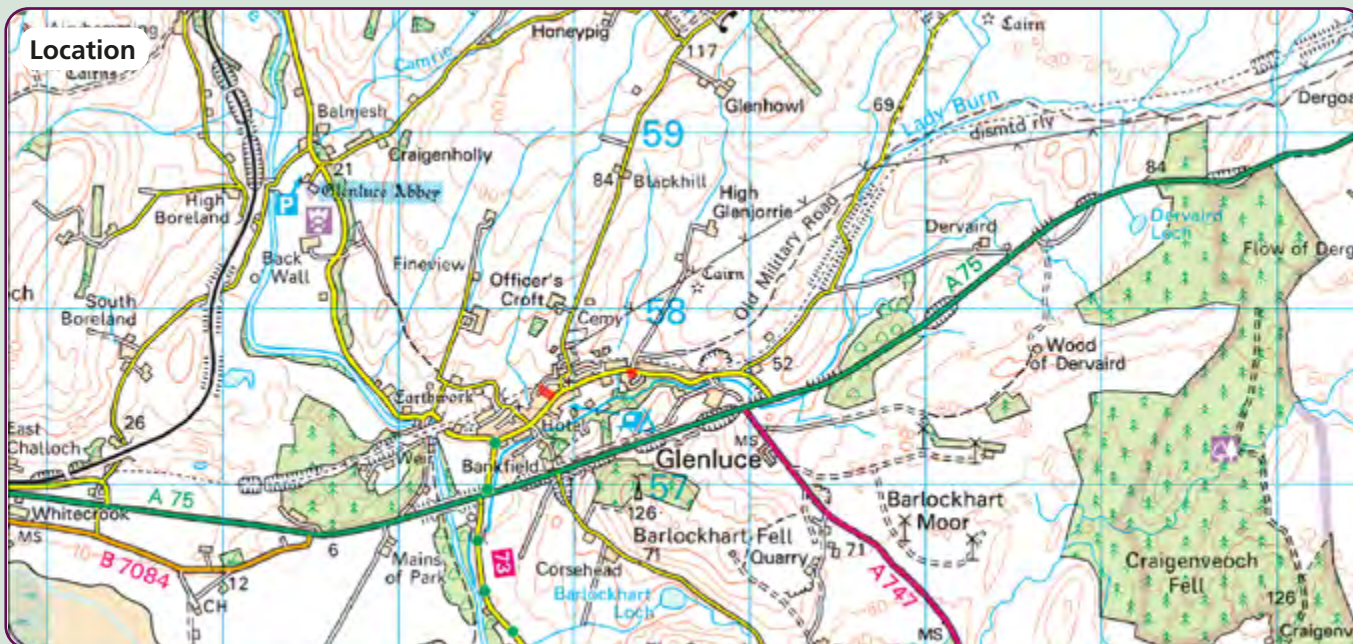 Location
Cairns
Honeypig
Camrie
117
Cairn
Glenhowl
69
Lady Burn
Dergoa
dismtd rly
59
Balmesh
21
Craigenholly
Glenluce Abbey
P
High
Boreland
84
Blackhill
High
Glenjorrie
84
Dervaird
Loch
Dervaird
Flow of Derg
Back
Wall
Fineview
Officer's
Croft
Cairn
Old Military Road
A 75
och
South
Boreland
58
Cemy
52
Wood
of Dervaird
26
East
Challoch
Earthwork
Hotel
Weir
Bankfield
MS
Glenluce
A 75
Whitecrook
MS
6
57
126
Barlockhart
Moor
Mains
of Park
73
Barlockhart Fell
Quarry
71
71
Corsehead
B 7084
12
CH
Barlockhart
Loch
A 747
MS
Craigenveoch
Fell
126
Craigenv